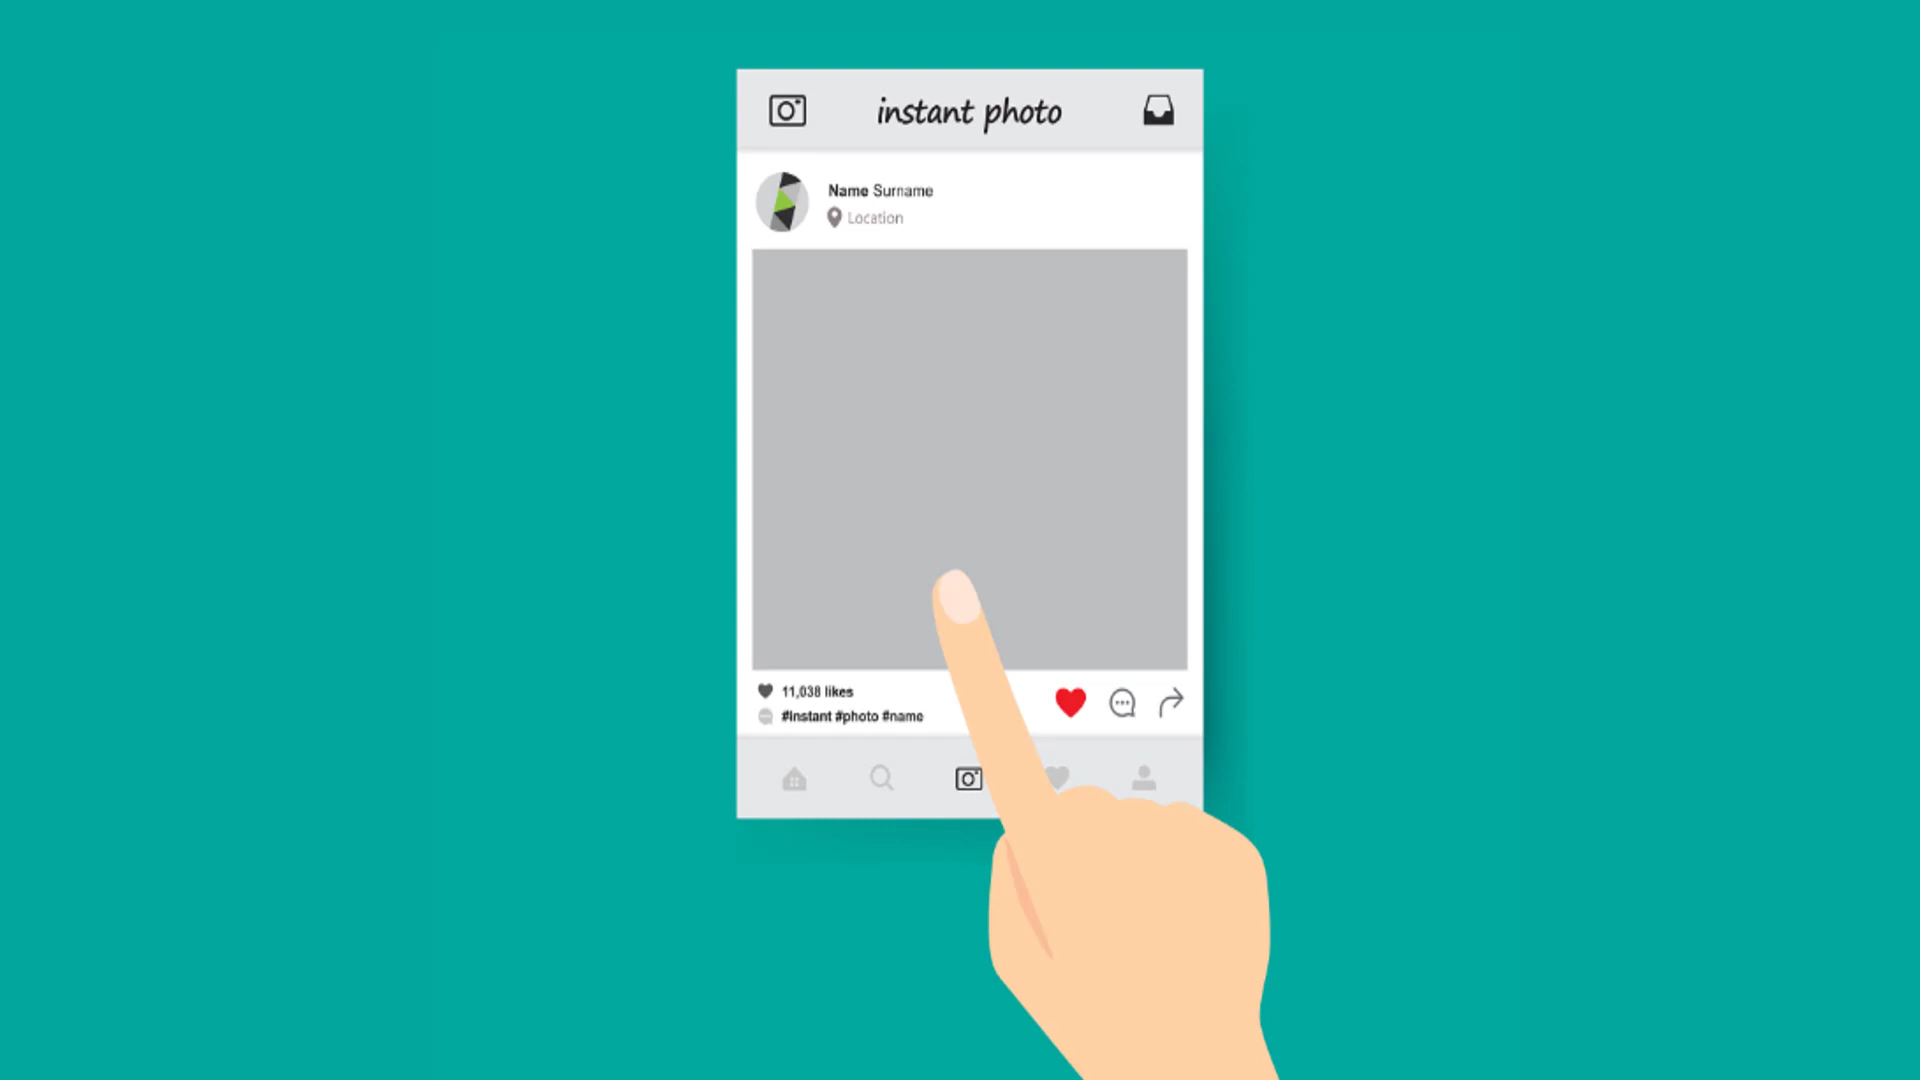 instant photo
Name Surname
Location
11,038 likes
#instant #photo #name